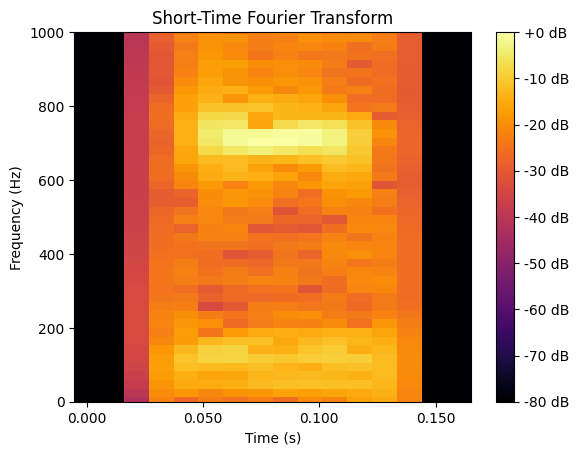 Short-Time Fourier Transform
1000
800
600
400
200
0
Frequency (Hz)
0.000
0.050
0.100
0.150
Time (s)
+0 dB
-10 dB
-20 dB
-30 dB
-40 dB
-50 dB
-60 dB
-70 dB
-80 dB